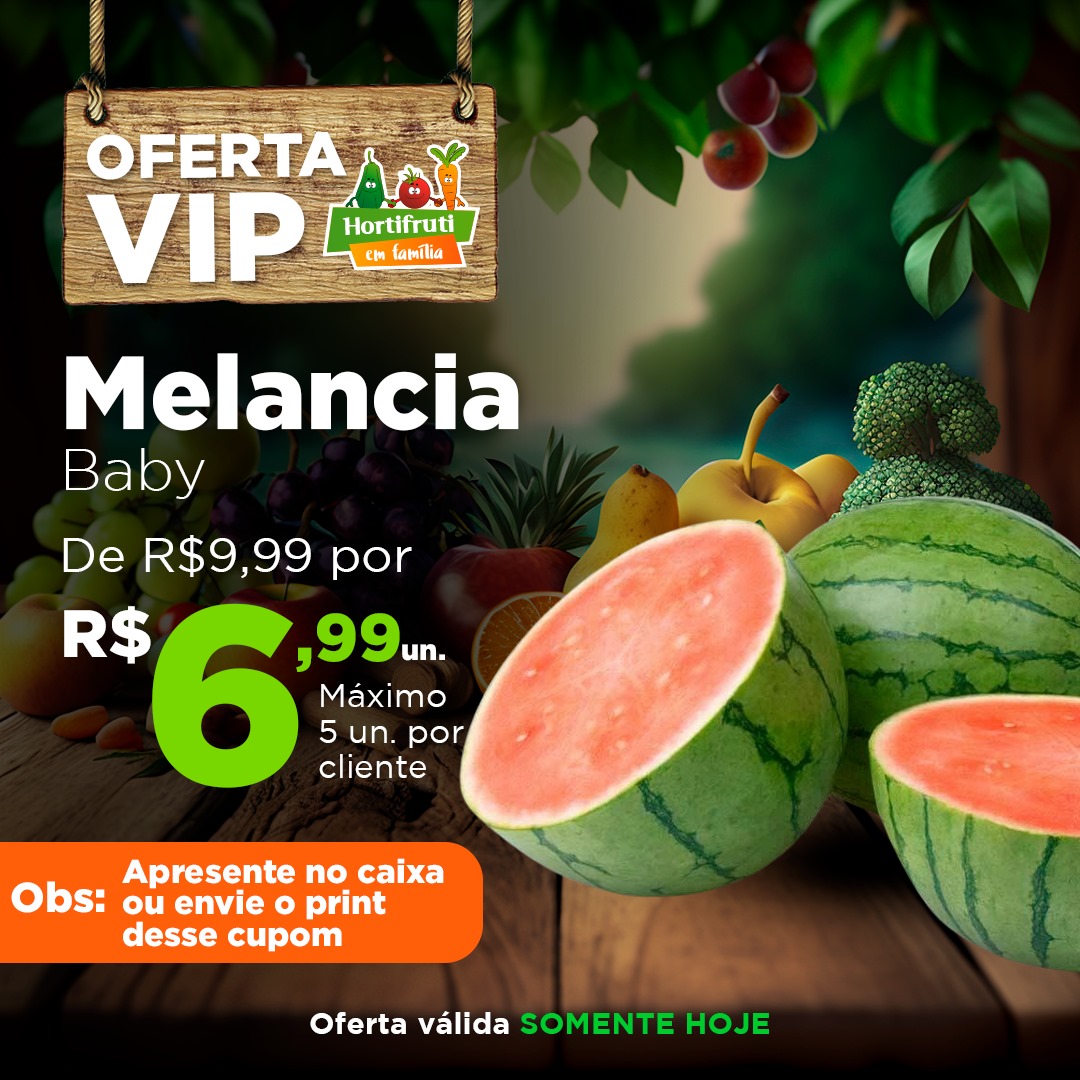 OFERTA
VIP
Hortifruti
em família
Melancia
Baby
De R$9,99 por
R$6,99un.
Máximo
5 un. por
cliente
Obs: Apresente no caixa
ou envie o print
desse cupom
Oferta válida SOMENTE HOJE